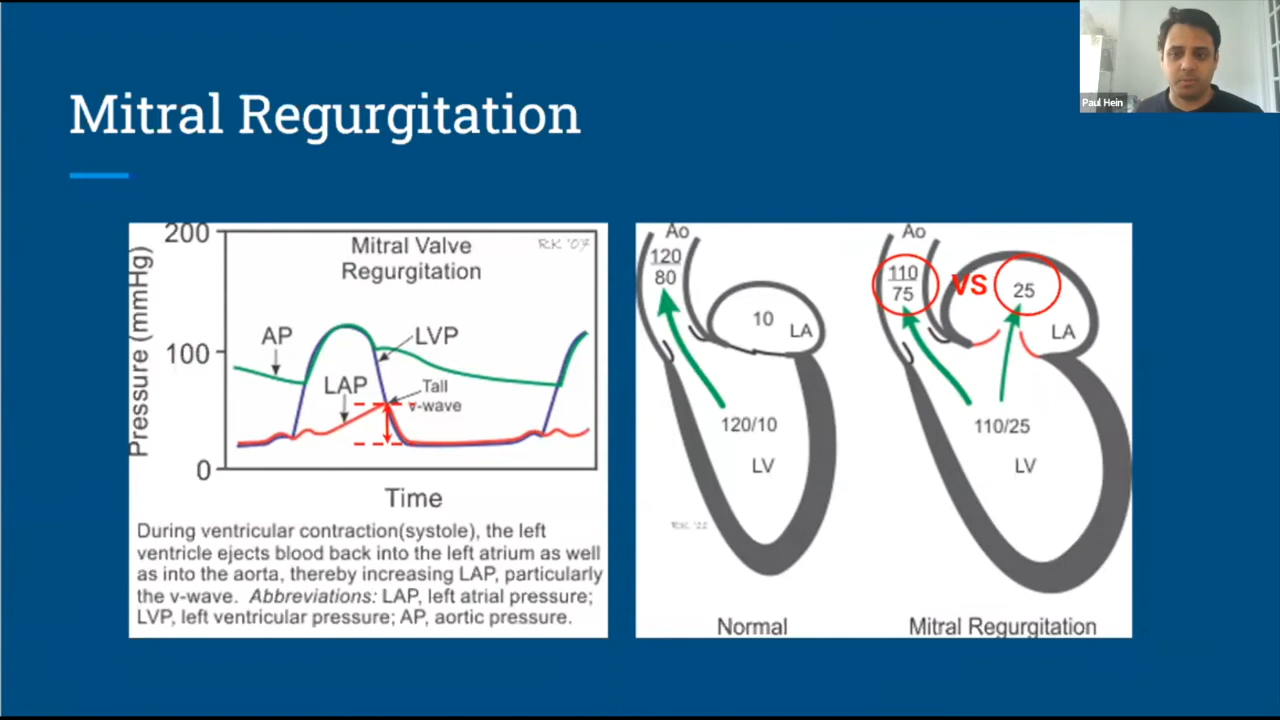 Paul Hein
Mitral Regurgitation
200
Mitral Valve
Regurgitation
RK '07
Pressure (mmHg)
AP
LVP
100
LAP
Tall
v-wave
0
Time
During ventricular contraction(systole), the left
ventricle ejects blood back into the left atrium as well
as into the aorta, thereby increasing LAP, particularly
the v-wave. Abbreviations: LAP, left atrial pressure;
LVP, left ventricular pressure; AP, aortic pressure.
Ao
120
80
10
LA
120/10
LV
Normal
Ao
110
75
VS
25
LA
110/25
LV
Mitral Regurgitation